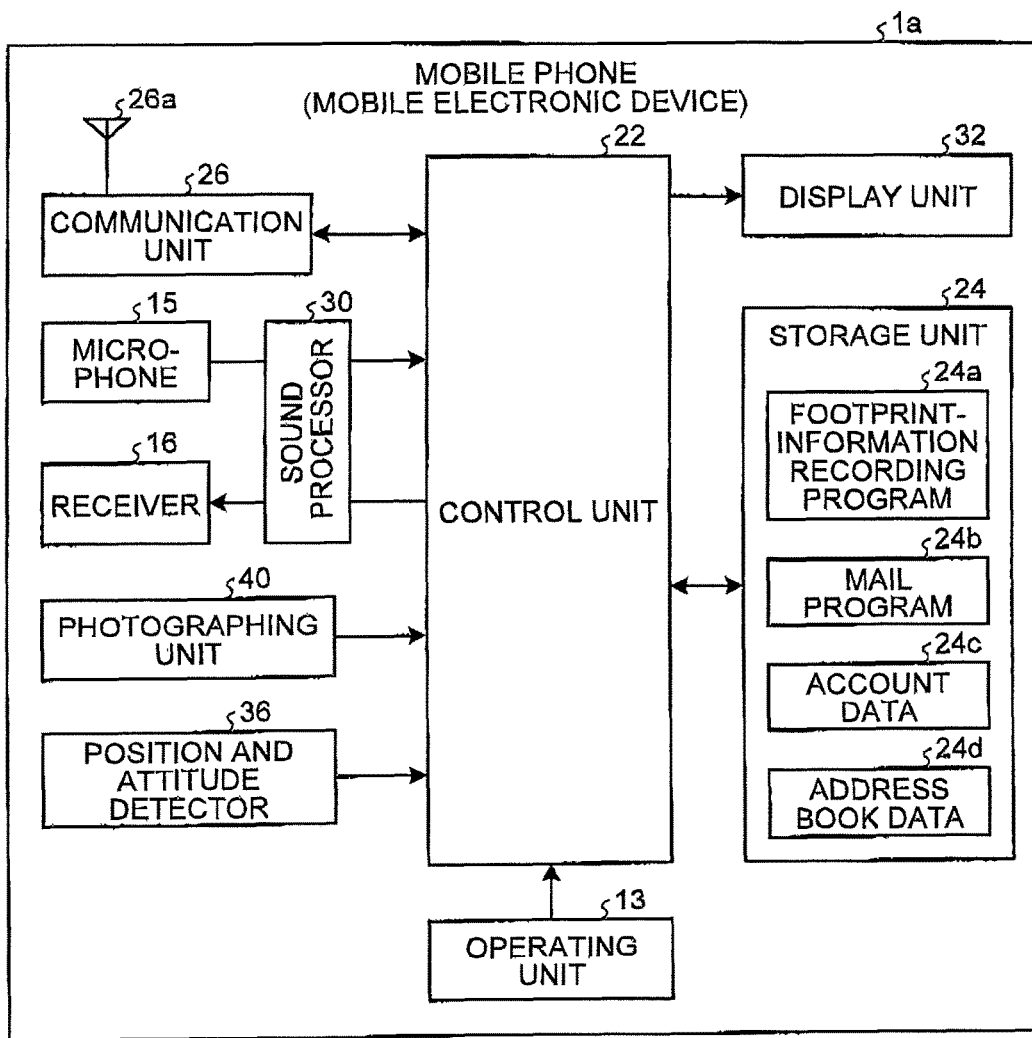 1a
MOBILE PHONE
(MOBILE ELECTRONIC DEVICE)
26a
26
COMMUNICATION
UNIT
15
MICRO-
PHONE
30
SOUND
PROCESSOR
16
RECEIVER
40
PHOTOGRAPHING
UNIT
36
POSITION AND
ATTITUDE
DETECTOR
22
CONTROL UNIT
13
OPERATING
UNIT
32
DISPLAY UNIT
24
STORAGE UNIT
24a
FOOTPRINT-
INFORMATION
RECORDING
PROGRAM
24b
MAIL
PROGRAM
24c
ACCOUNT
DATA
24d
ADDRESS
BOOK DATA